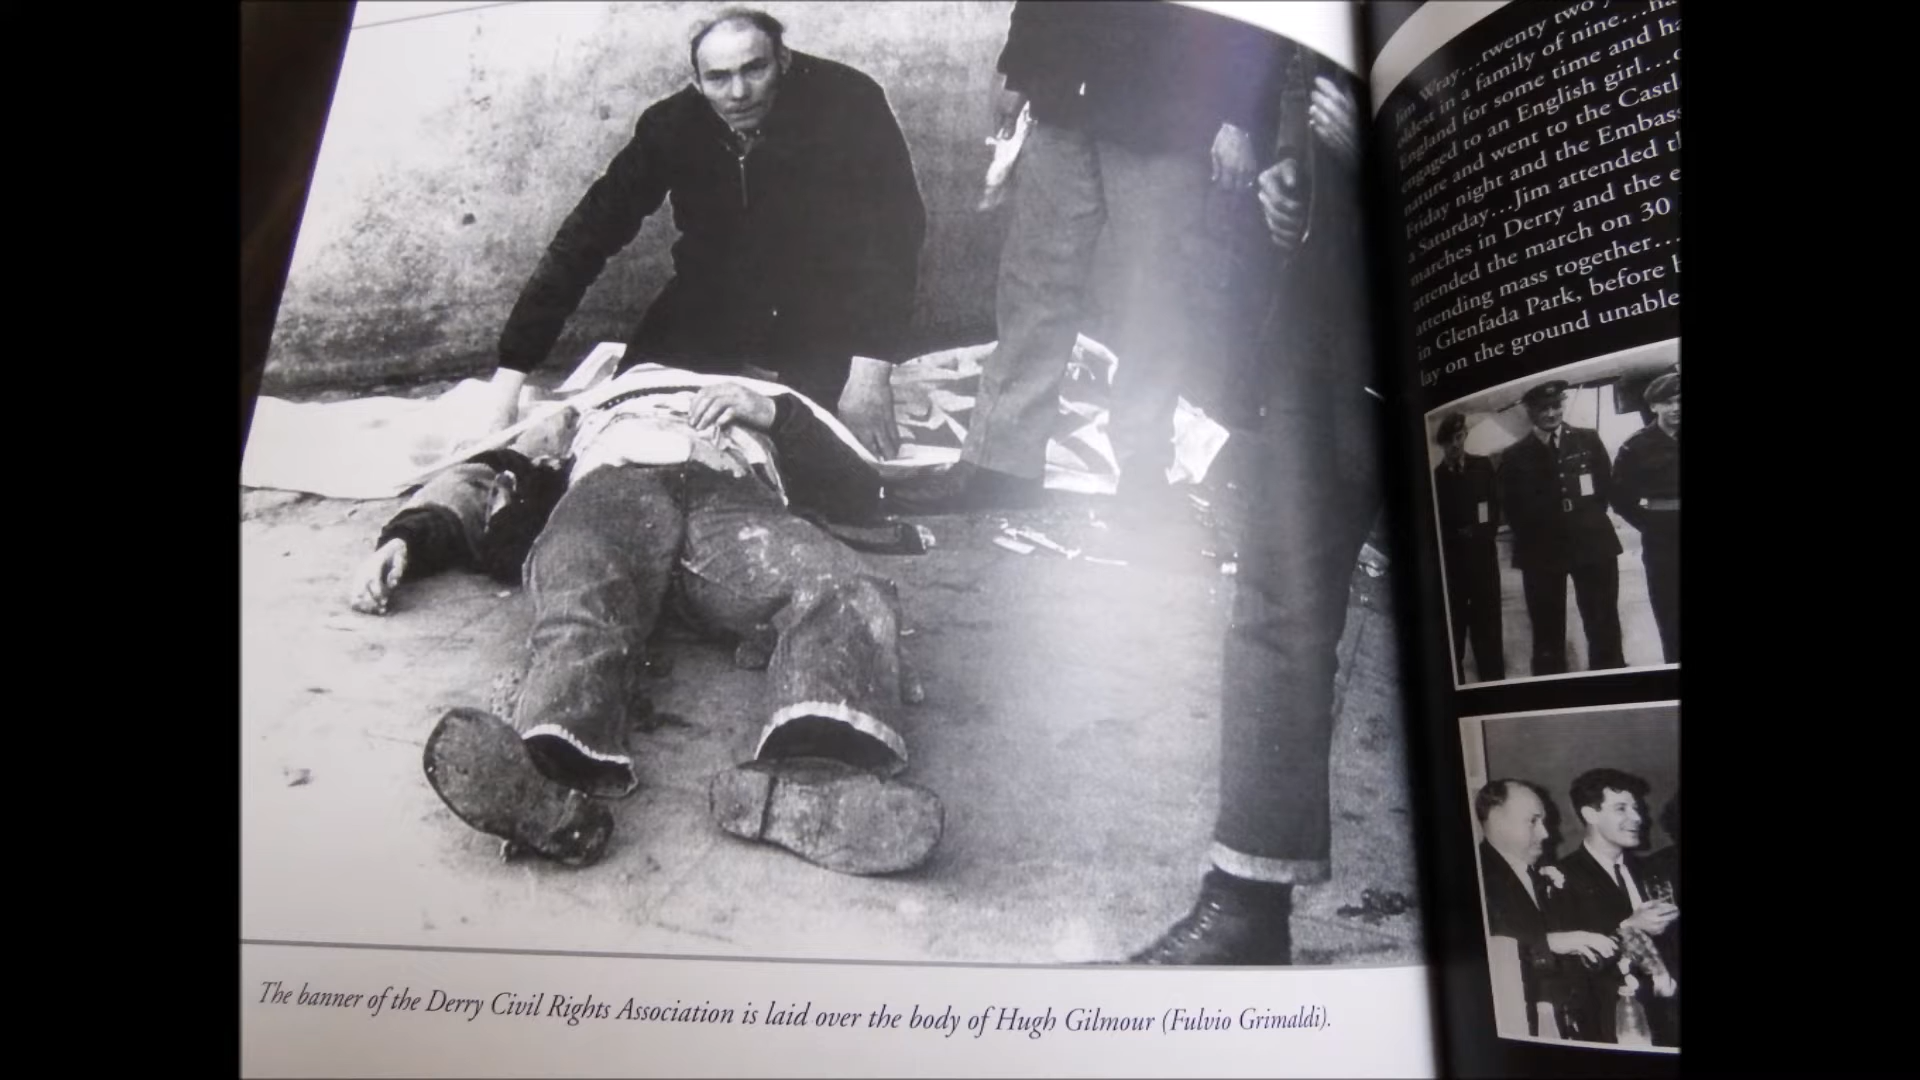 The banner of the Derry Civil Rights Association is laid over the body of Hugh Gilmour (Fulvio Grimaldi).
Jim Wray…twenty two
oldest in a family of nine…
England for some time and
engaged to an English girl…
nature and went to the
Friday night and the
a Saturday…Jim attended
marches in Derry and the
attended the march on 30
attending mass together…
in Glenfada Park, before
lay on the ground unable